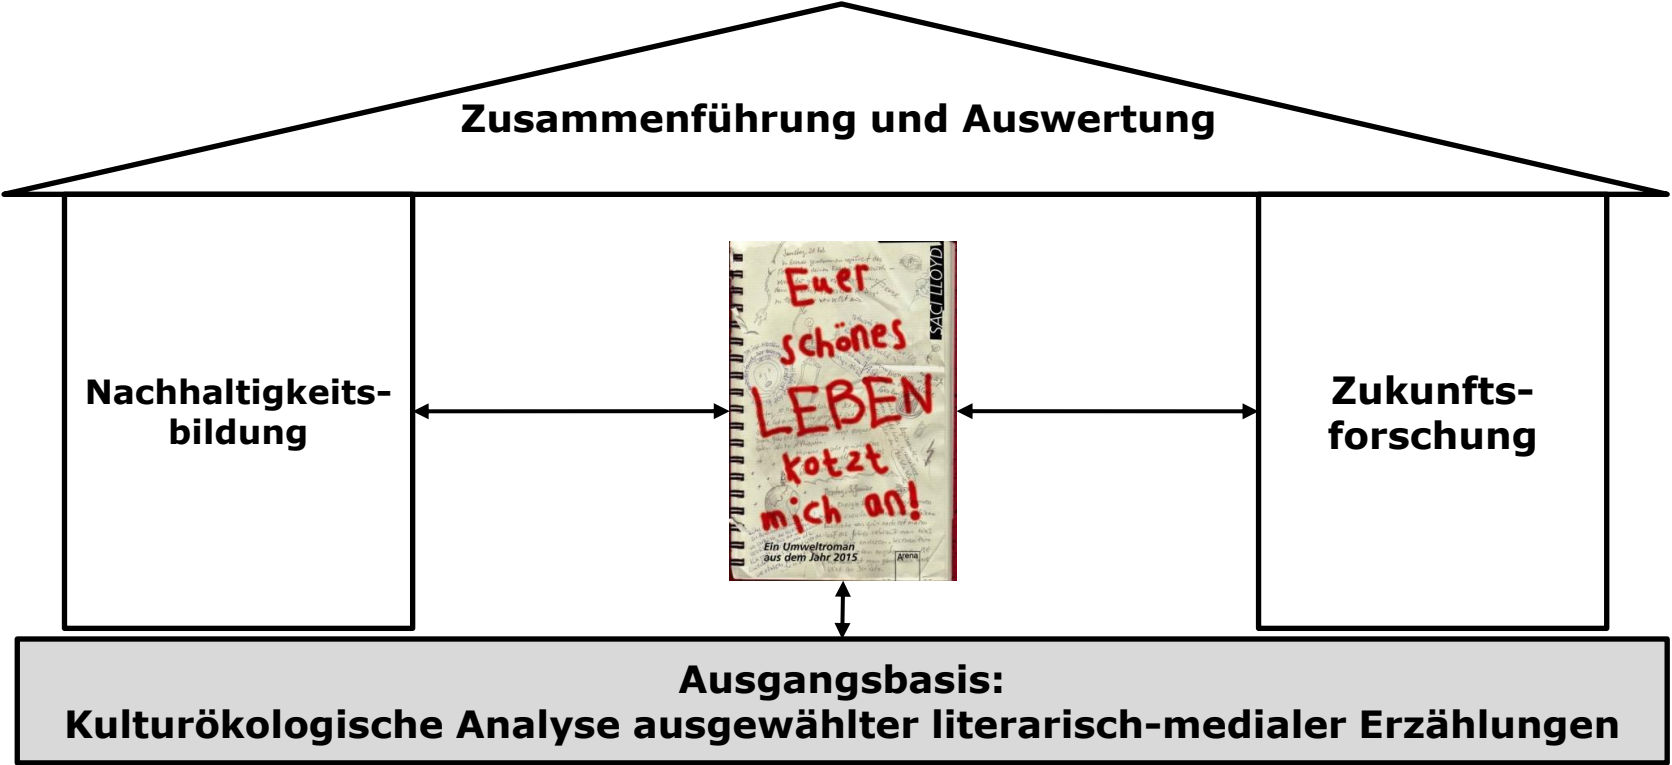 Zusammenführung und Auswertung
Nachhaltigkeits-
bildung
SACI LLOYD
Euer
schönes
LEBEN
kotzt
mich an!
Ein Umweltroman
aus dem Jahr 2015
Arena
Zukunfts-
forschung
Ausgangsbasis:
Kulturökologische Analyse ausgewählter literarisch-medialer Erzählungen